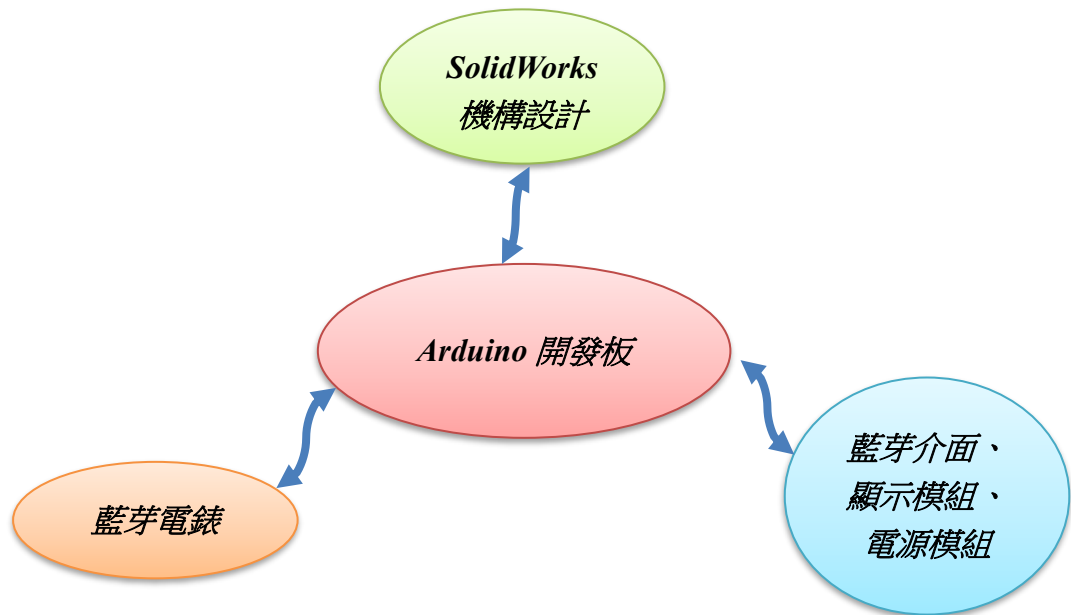 SolidWorks
機構設計
Arduino 開發板
藍芽電錶
藍芽介面、
顯示模組、
電源模組